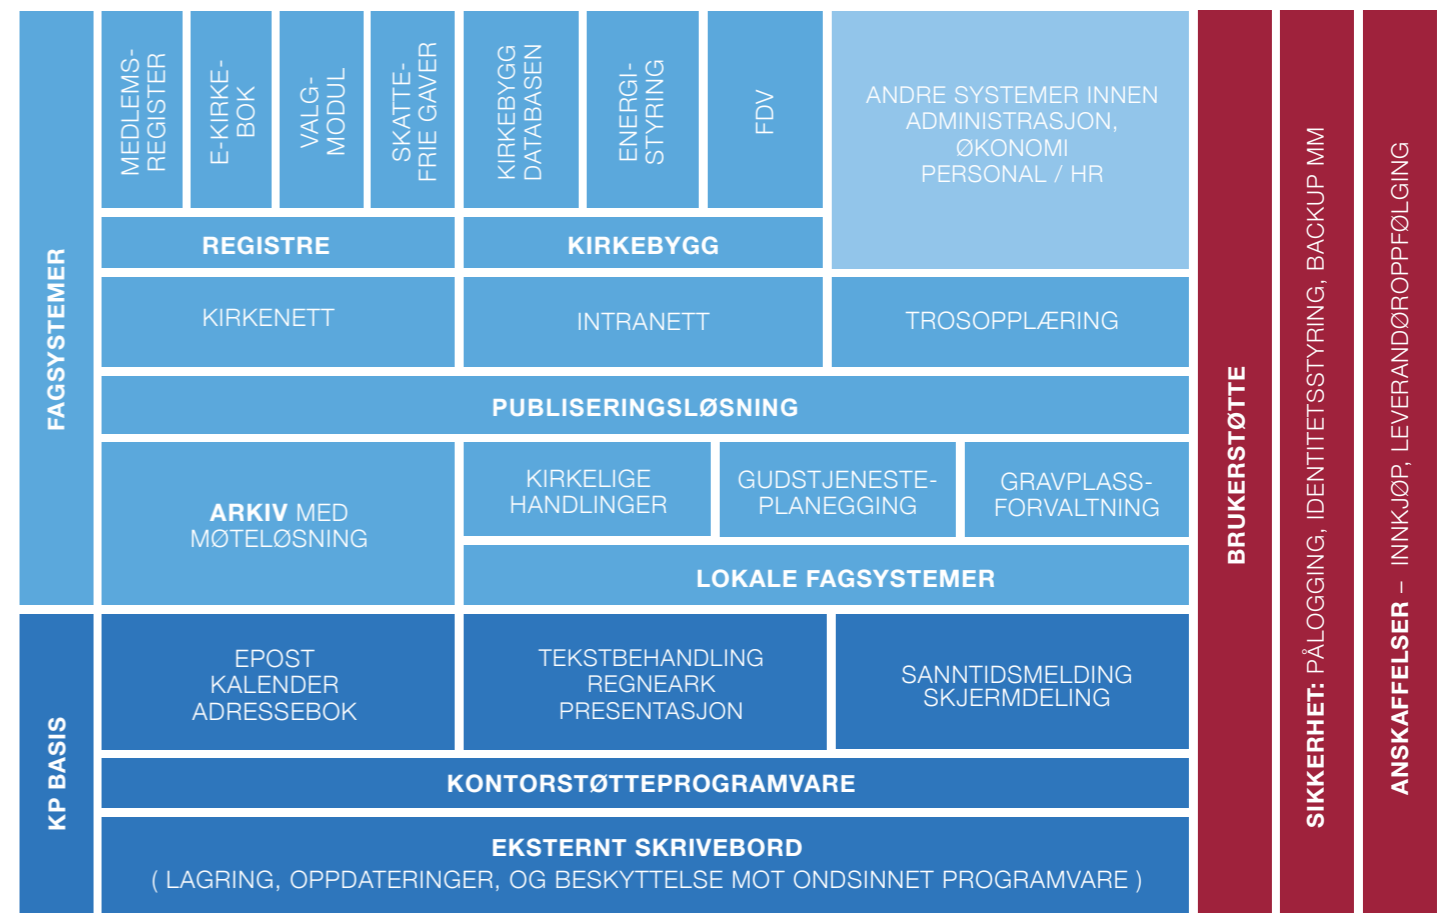 FAGSYSTEMER
MEDLEMS-
REGISTER
E-KIRKE-
BOK
VALG-
MODUL
SKATTE-
FRIE GAVER
KIRKEBYGG
DATABASEN
ENERGI-
STYRING
FDV
ANDRE SYSTEMER INNEN
ADMINISTRASJON,
ØKONOMI
PERSONAL / HR
REGISTRE
KIRKEBYGG
KIRKENETT
INTRANETT
TROSOPPLÆRING
PUBLISERINGSLØSNING
ARKIV MED
MØTELØSNING
KIRKELIGE
HANDLINGER
GUDSTJENESTE-
PLANEGGING
GRAVPLASS-
FORVALTNING
LOKALE FAGSYSTEMER
KP BASIS
EPOST
KALENDER
ADRESSEBOK
TEKSTBEHANDLING
REGNEARK
PRESENTASJON
SANNTIDSMELDING
SKJERMDELING
KONTORSTØTTEPROGRAMVARE
EKSTERNT SKRIVEBORD
( LAGRING, OPPDATERINGER, OG BESKYTTELSE MOT ONDSINNET PROGRAMVARE )
BRUKERSTØTTE
SIKKERHET: PÅLOGGING, IDENTITETSSTYRING, BACKUP MM
ANSKAFFELSER – INNKJØP, LEVERANDØROPPFØLGING